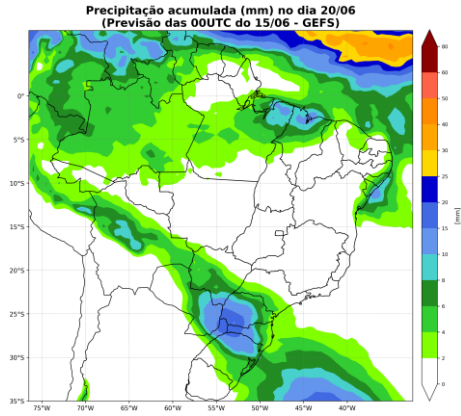 Precipitação acumulada (mm) no dia 20/06
(Previsão das 00UTC do 15/06 - GEFS)
0°
5°S
10°S
15°S
20°S
25°S
30°S
35°S
75°W 70°W 65°W 60°W 55°W 50°W 45°W 40°W
80
60
50
40
30
25
20
15
10
8
6
4
2
0
[mm]